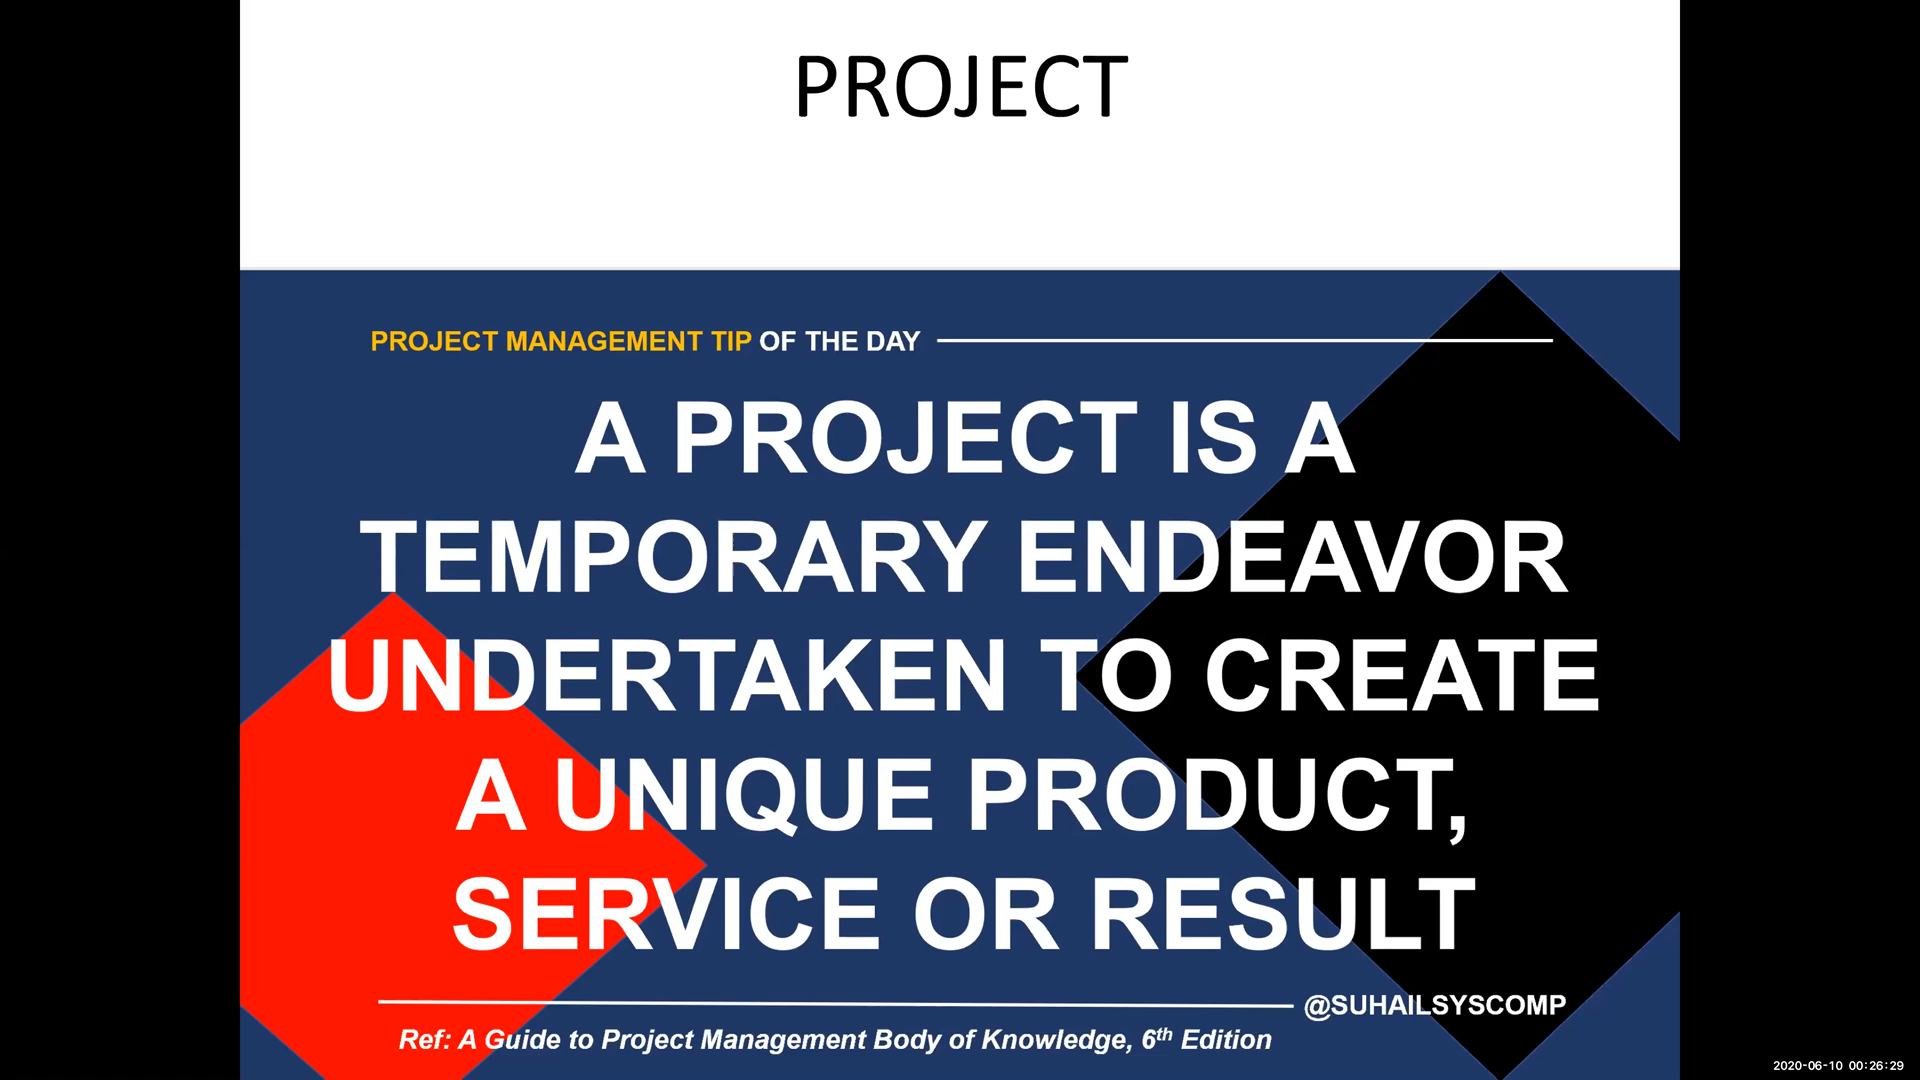 PROJECT
PROJECT MANAGEMENT TIP OF THE DAY
A PROJECT IS A
TEMPORARY ENDEAVOR
UNDERTAKEN TO CREATE
A UNIQUE PRODUCT,
SERVICE OR RESULT
@SUHAILSYSCOMP
Ref: A Guide to Project Management Body of Knowledge, 6th Edition
2020-06-10 00:26:29